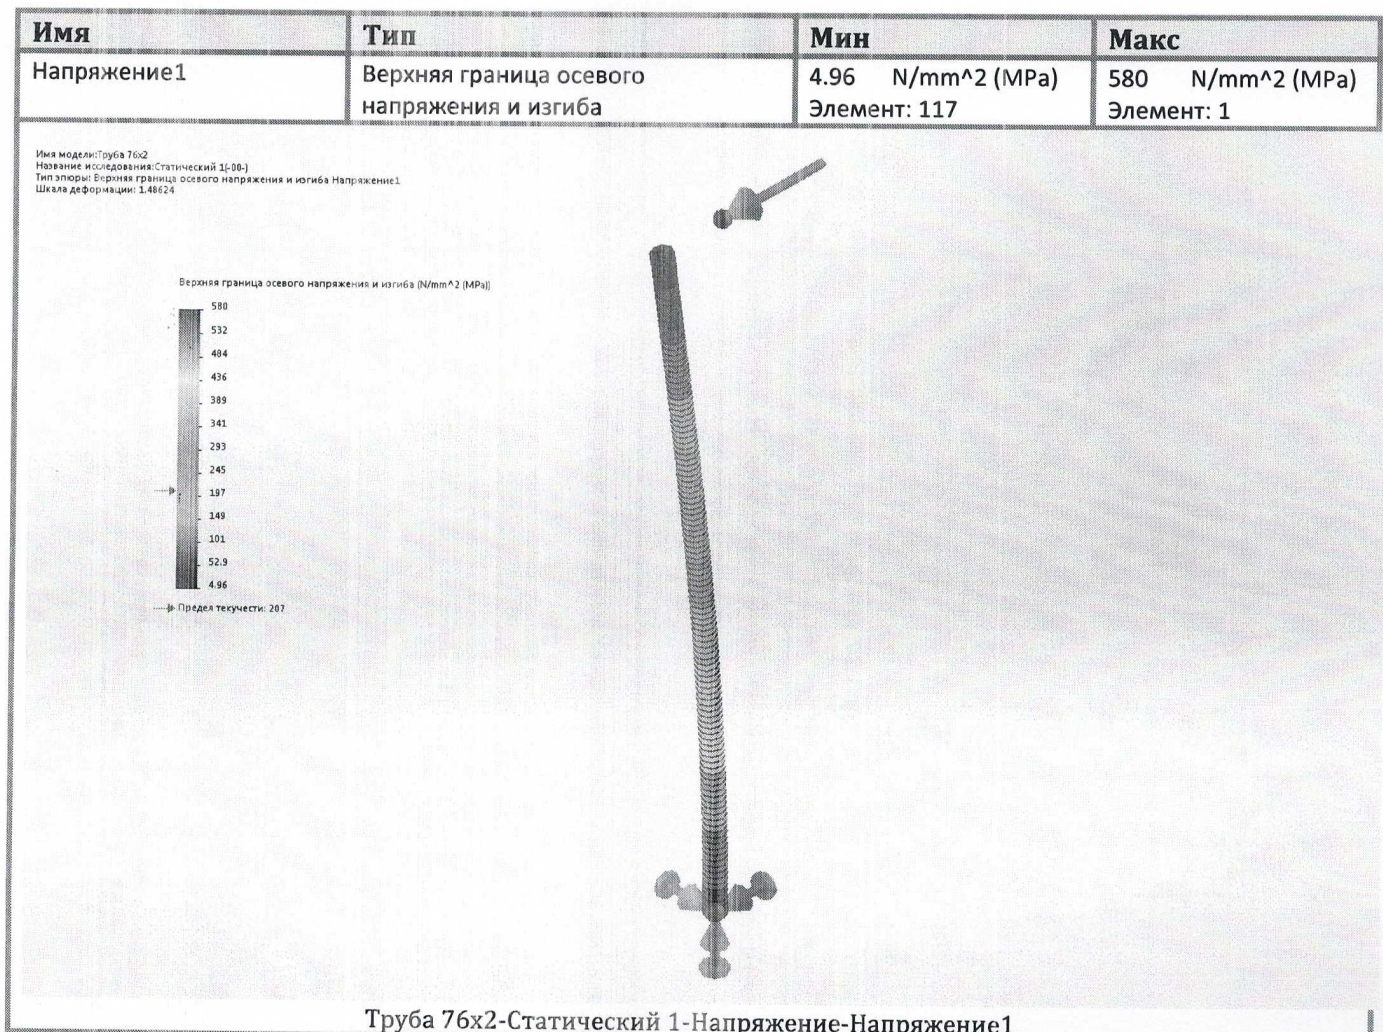 Имя Тип Мин Макс
Напряжение1 Верхняя граница осевого 4.96 N/mm^2 (MPa) 580 N/mm^2 (MPa)
напряжения и изгиба Элемент: 117 Элемент: 1
Имя модели:Труба 76x2
Название исследования:Статический 1(-00-)
Тип эпюры: Верхняя граница осевого напряжения и изгиба Напряжение1
Шкала деформации: 1.48624
Верхняя граница осевого напряжения и изгиба (N/mm^2 (MPa))
580
532
484
436
389
341
293
245
197
149
101
52.9
4.96
Предел текучести: 207
Труба 76x2-Статический 1-Напряжение-Напряжение1